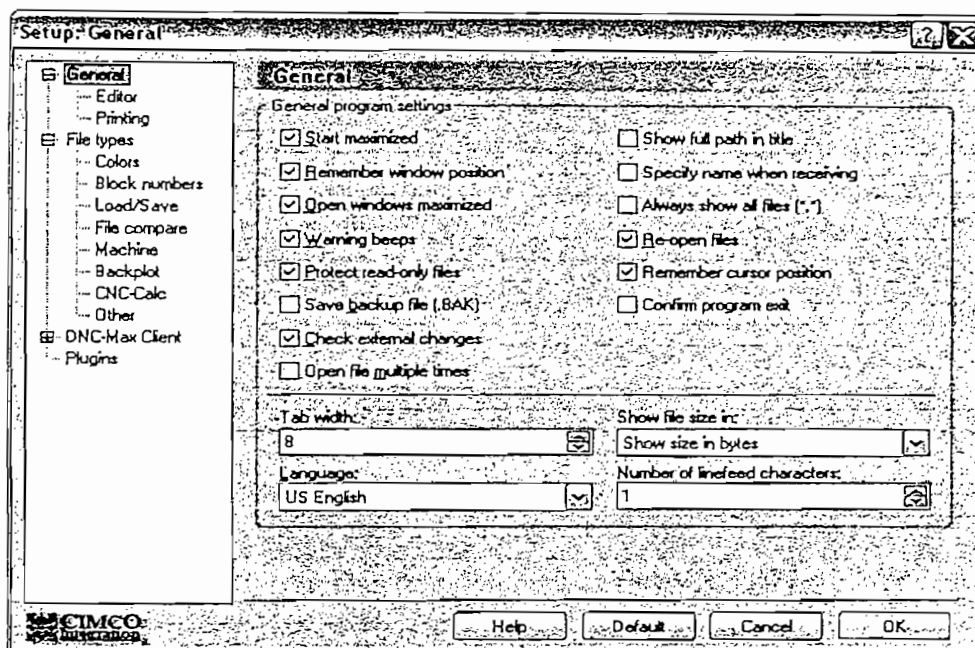 Setup: General
General
Editor
Printing
File types
Colors
Block numbers
Load/Save
File compare
Machine
Backplot
CNC-Calc
Other
DNC-Max Client
Plugins
General
General program settings
Start maximized
Remember window position
Open windows maximized
Warning beeps
Protect read-only files
Save backup file (.BAK)
Check external changes
Open file multiple times
Show full path in title
Specify name when receiving
Always show all files (*.*)
Re-open files
Remember cursor position
Confirm program exit
Tab width:
8
Show file size in:
Show size in bytes
Language:
US English
Number of linefeed characters:
1
CIMCO
Integration
Help
Default
Cancel
OK